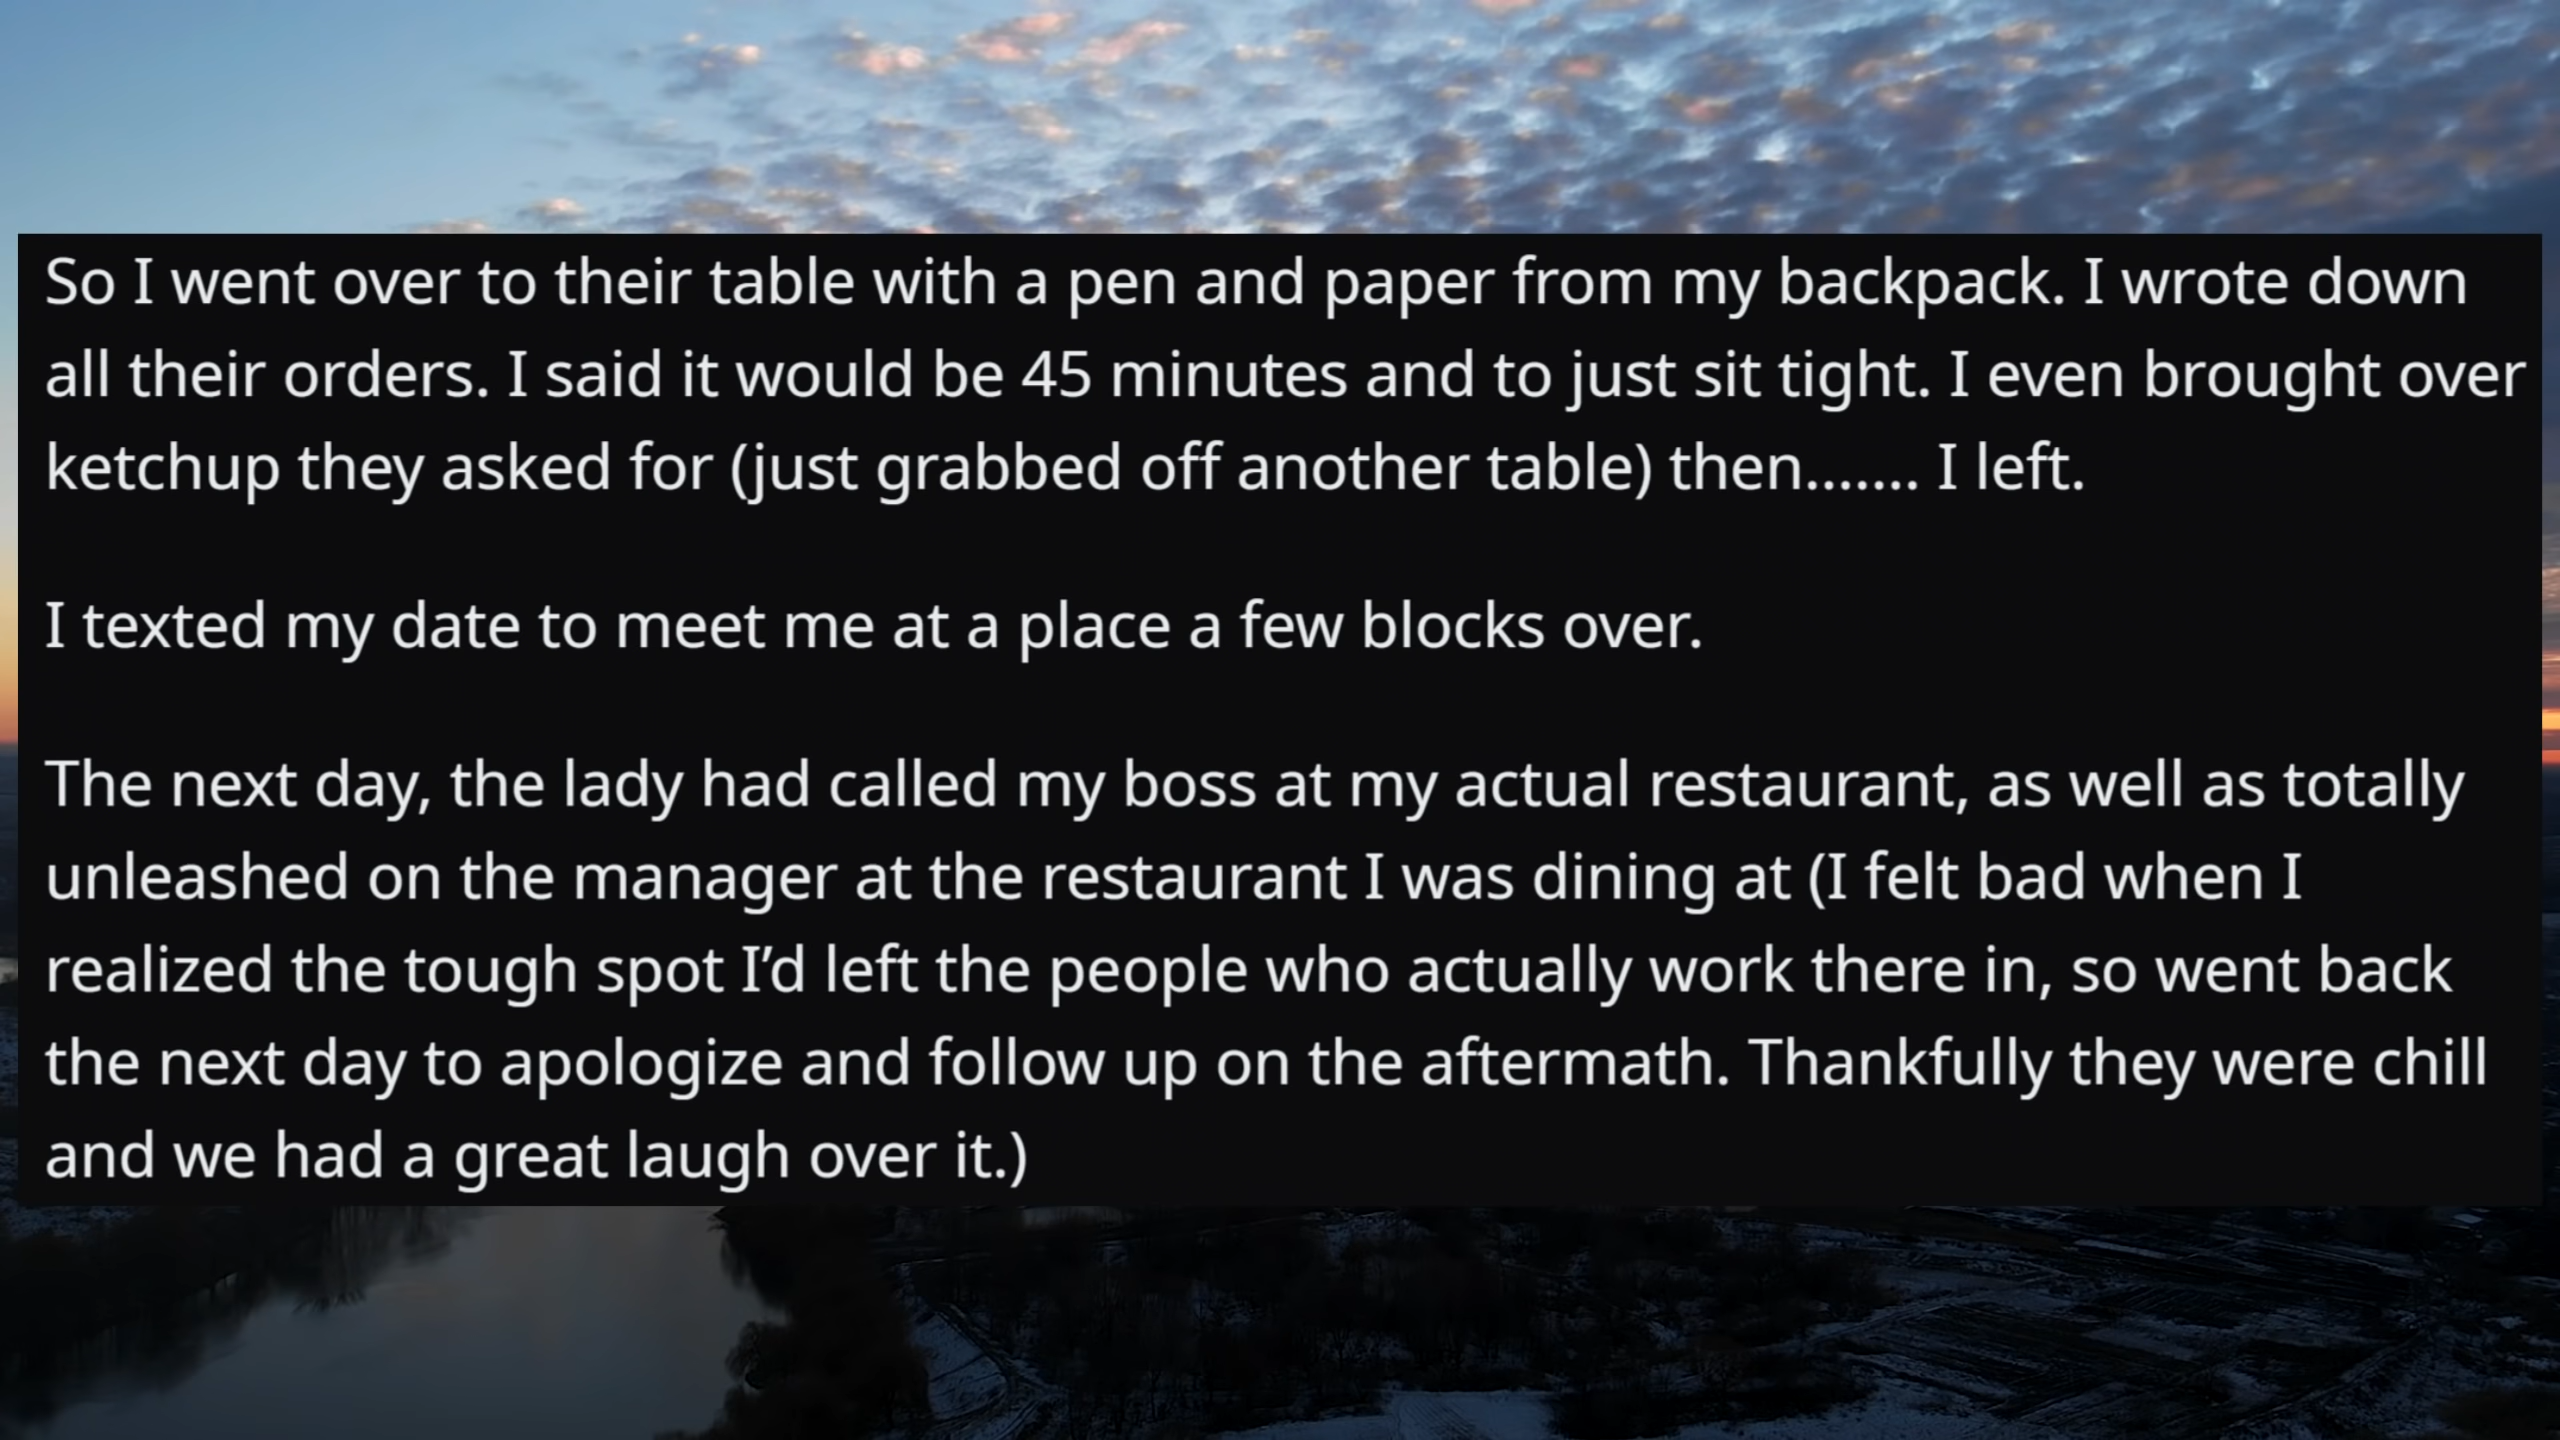 So I went over to their table with a pen and paper from my backpack. I wrote down
all their orders. I said it would be 45 minutes and to just sit tight. I even brought over
ketchup they asked for (just grabbed off another table) then....... I left.
I texted my date to meet me at a place a few blocks over.
The next day, the lady had called my boss at my actual restaurant, as well as totally
unleashed on the manager at the restaurant I was dining at (I felt bad when I
realized the tough spot I’d left the people who actually work there in, so went back
the next day to apologize and follow up on the aftermath. Thankfully they were chill
and we had a great laugh over it.)